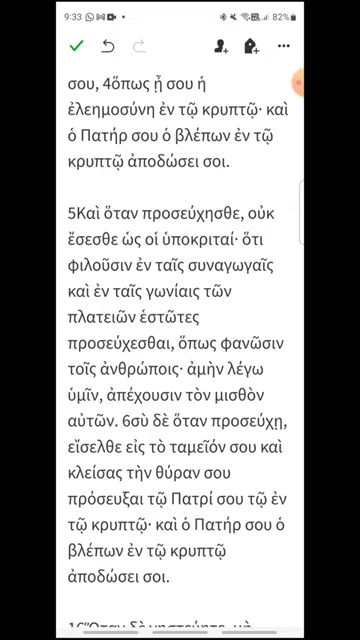 9:33
82%
σου, 4ὅπως ᾖ σου ἡ
ἐλεημοσύνη ἐν τῷ κρυπτῷ· καὶ
ὁ Πατήρ σου ὁ βλέπων ἐν τῷ
κρυπτῷ ἀποδώσει σοι.
5Καὶ ὅταν προσεύχησθε, οὐκ
ἔσεσθε ὡς οἱ ὑποκριταί· ὅτι
φιλοῦσιν ἐν ταῖς συναγωγαῖς
καὶ ἐν ταῖς γωνίαις τῶν
πλατειῶν ἑστῶτες
προσεύχεσθαι, ὅπως φανῶσιν
τοῖς ἀνθρώποις· ἀμὴν λέγω
ὑμῖν, ἀπέχουσιν τὸν μισθὸν
αὐτῶν. 6σὺ δὲ ὅταν προσεύχῃ,
εἴσελθε εἰς τὸ ταμεῖόν σου καὶ
κλείσας τὴν θύραν σου
πρόσευξαι τῷ Πατρί σου τῷ ἐν
τῷ κρυπτῷ· καὶ ὁ Πατήρ σου ὁ
βλέπων ἐν τῷ κρυπτῷ
ἀποδώσει σοι.
16Ὅταν δὲ νηστεύητε, μὴ